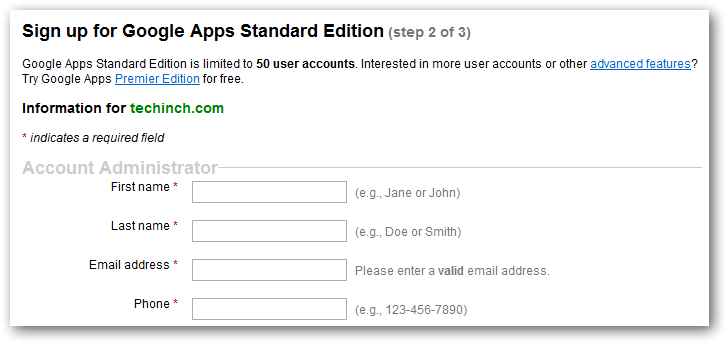 Sign up for Google Apps Standard Edition (step 2 of 3)
Google Apps Standard Edition is limited to 50 user accounts. Interested in more user accounts or other advanced features?
Try Google Apps Premier Edition for free.
Information for techinch.com
* indicates a required field
Account Administrator
First name * (e.g., Jane or John)
Last name * (e.g., Doe or Smith)
Email address * Please enter a valid email address.
Phone * (e.g., 123-456-7890)